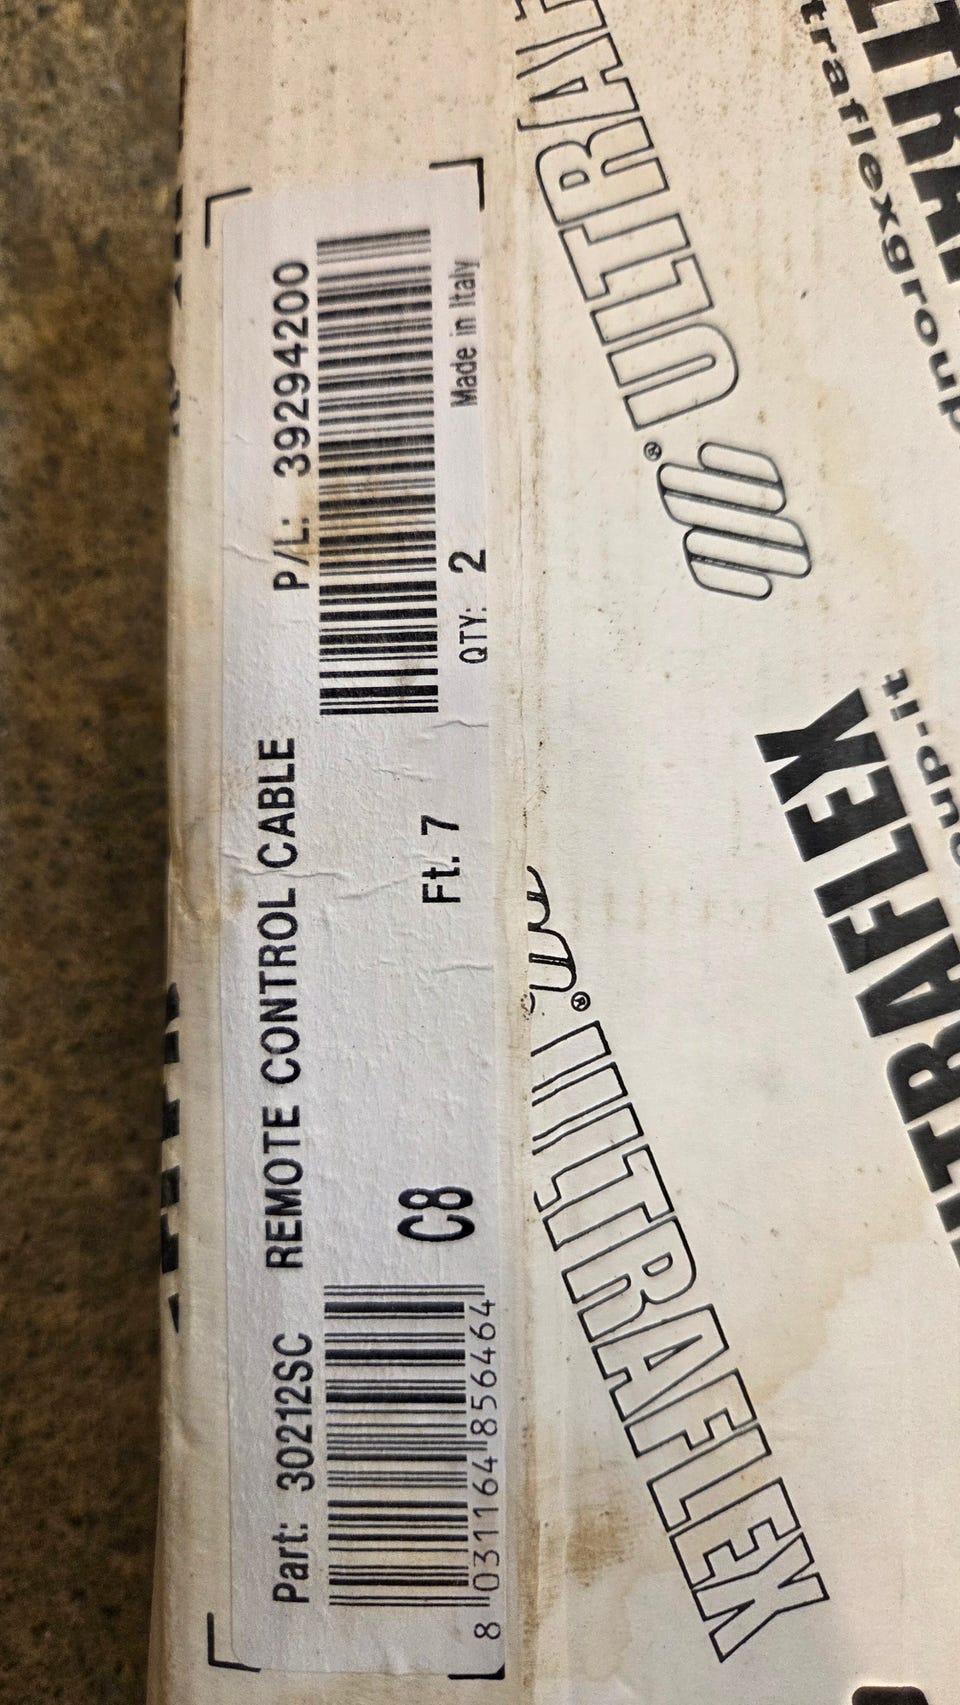 Part: 30212SC REMOTE CONTROL CABLE P/L: 39294200
C8 Ft. 7
8 031164 856464 QTY: 2 Made in Italy
ULTRAFLEX® ULTRA
ULTRAFLEX